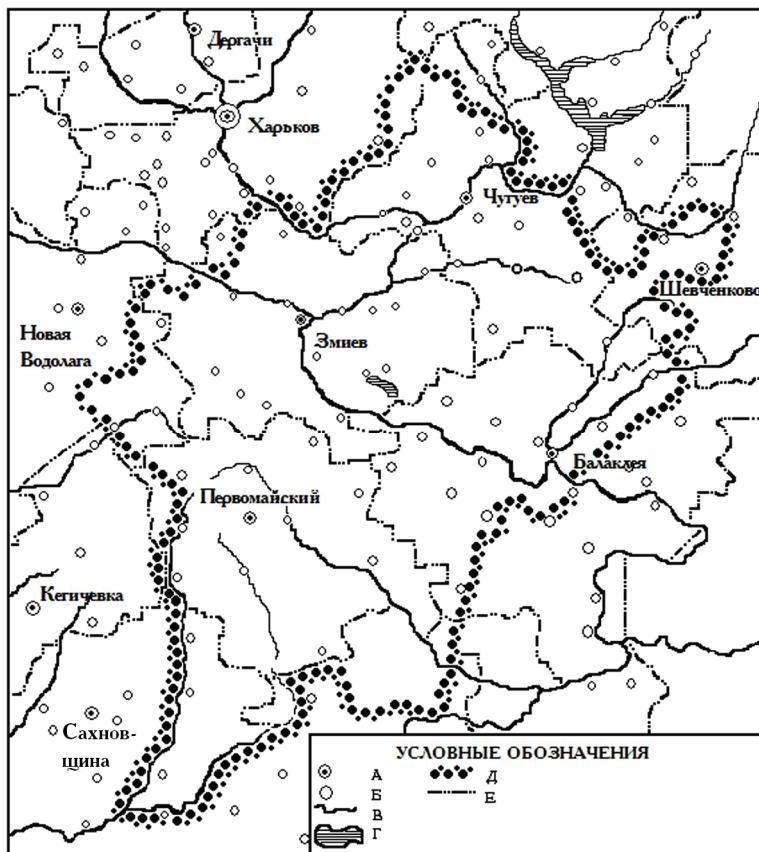 Дергачи
Харьков
Чугуев
Шевченково
Новая
Водолага
Змиев
Балаклея
Первомайский
Кегичевка
Сахнов-
щина
УСЛОВНЫЕ ОБОЗНАЧЕНИЯ
А Д
Б Е
В
Г